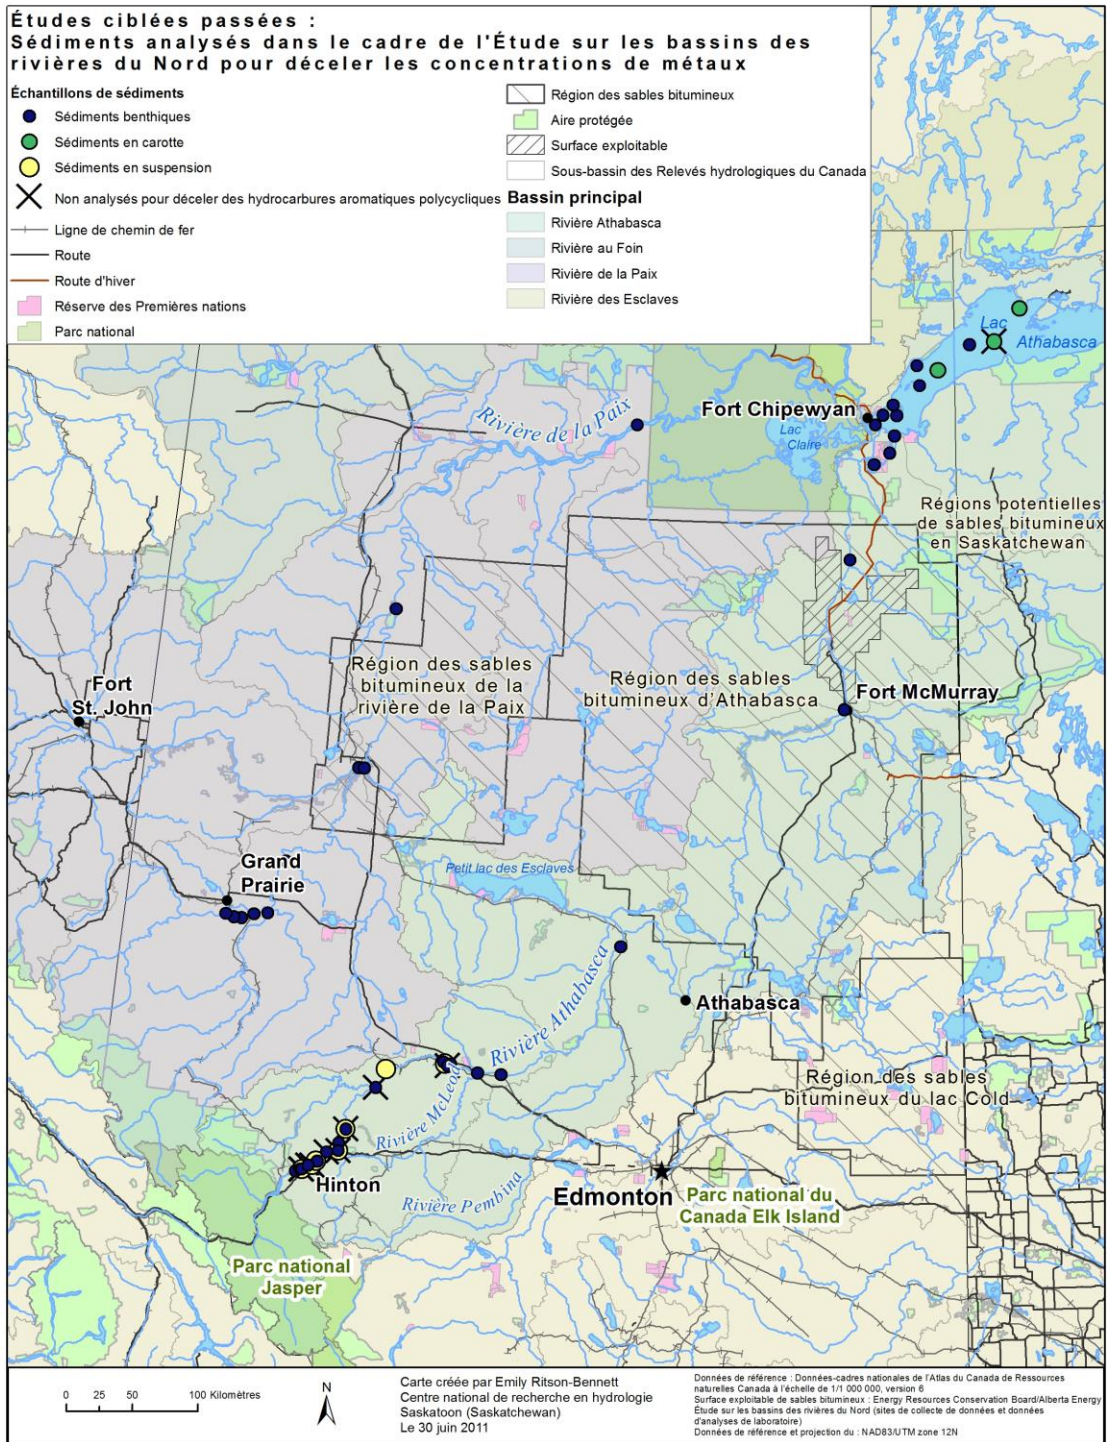 Études ciblées passées :
Sédiments analysés dans le cadre de l'Étude sur les bassins des
rivières du Nord pour déceler les concentrations de métaux
Échantillons de sédiments
Sédiments benthiques
Sédiments en carotte
Sédiments en suspension
Non analysés pour déceler des hydrocarbures aromatiques polycycliques
Ligne de chemin de fer
Route
Route d'hiver
Réserve des Premières nations
Parc national
Région des sables bitumineux
Aire protégée
Surface exploitable
Sous-bassin des Relevés hydrologiques du Canada
Bassin principal
Rivière Athabasca
Rivière au Foin
Rivière de la Paix
Rivière des Esclaves
Lac
Athabasca
Rivière de la Paix
Fort Chipewyan
Lac
Claire
Régions potentielles
de sables bitumineux
en Saskatchewan
Région des sables
bitumineux de la
rivière de la Paix
Région des sables
bitumineux d'Athabasca
Fort
St. John
Fort McMurray
Grand
Prairie
Petit lac des Esclaves
Rivière Athabasca
Athabasca
Rivière McLeod
Région des sables
bitumineux du lac Cold
Hinton
Rivière Pembina
Edmonton
Parc national du
Canada Elk Island
Parc national
Jasper
0 25 50 100 Kilomètres
N
Carte créée par Emily Ritson-Bennett
Centre national de recherche en hydrologie
Saskatoon (Saskatchewan)
Le 30 juin 2011
Données de référence : Données-cadres nationales de l'Atlas du Canada de Ressources
naturelles Canada à l'échelle de 1/1 000 000, version 6
Surface exploitable de sables bitumineux : Energy Resources Conservation Board/Alberta Energy
Étude sur les bassins des rivières du Nord (sites de collecte de données et données
d'analyses de laboratoire)
Données de référence et projection du : NAD83/UTM zone 12N